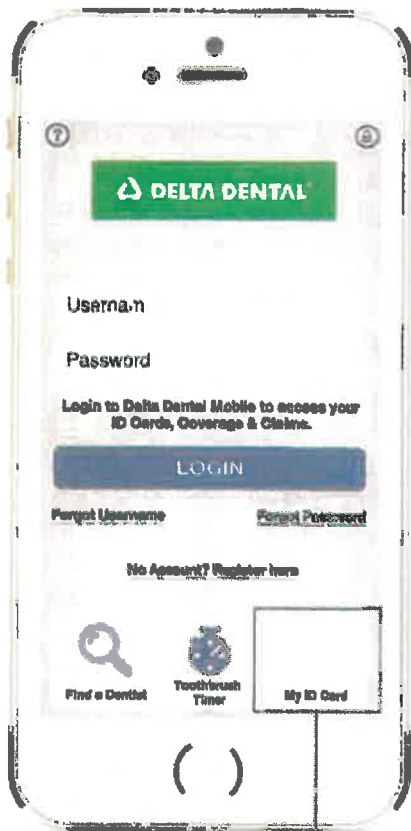 ?
DELTA DENTAL
Usernam
Password
Login to Delta Dental Mobile to access your
ID Cards, Coverage & Claims.
LOGIN
Forgot Username Forgot Password
No Account? Register here
Find a Dentist
Toothbrush
Timer
My ID Card